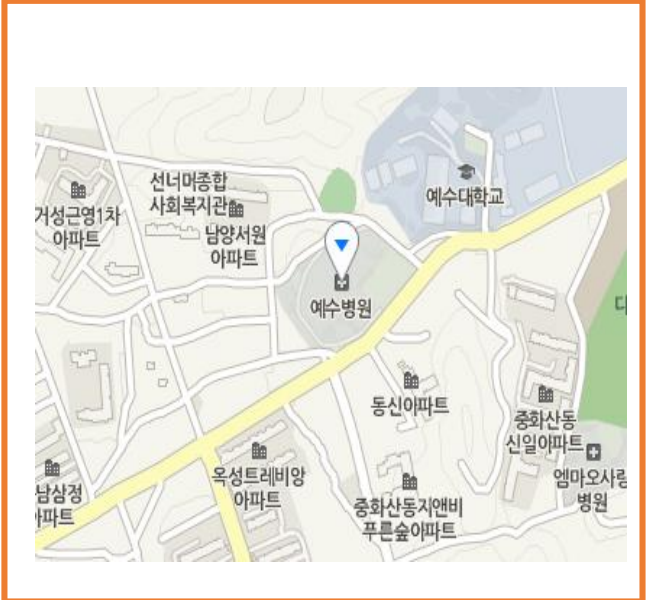 선너머종합
사회복지관
예수대학교
거성근영1차
아파트
남양서원
아파트
예수병원
동신아파트
중화산동
신일아파트
옥성트레비앙
아파트
엠마오사랑
병원
남삼정
아파트
중화산동지앤비
푸른숲아파트